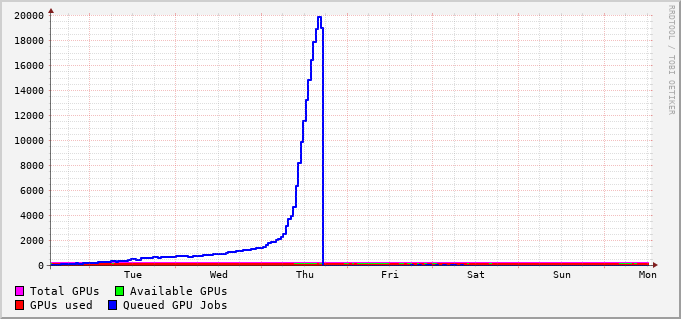 20000
18000
16000
14000
12000
10000
8000
6000
4000
2000
0
Tue Wed Thu Fri Sat Sun Mon
Total GPUs Available GPUs
GPUs used Queued GPU Jobs
RRDTOOL / TOBI OETIKER